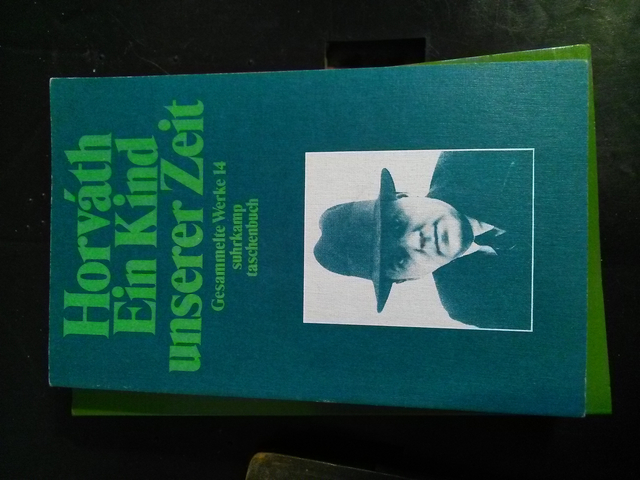 Horváth
Ein Kind
unserer Zeit
Gesammelte Werke 14
suhrkamp
taschenbuch